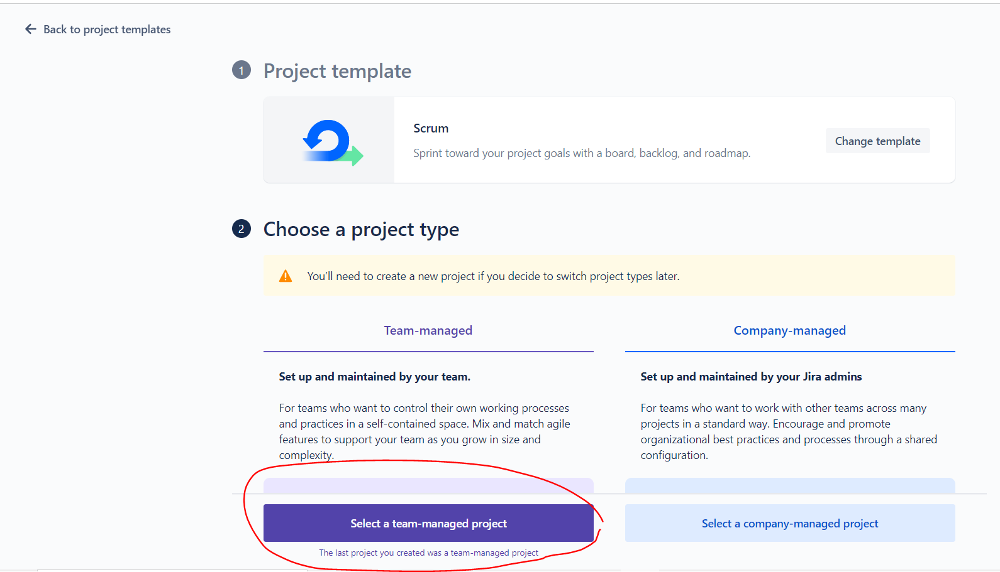 Back to project templates
1 Project template
Scrum
Sprint toward your project goals with a board, backlog, and roadmap.
Change template
2 Choose a project type
You'll need to create a new project if you decide to switch project types later.
Team-managed
Set up and maintained by your team.
For teams who want to control their own working processes
and practices in a self-contained space. Mix and match agile
features to support your team as you grow in size and
complexity.
Select a team-managed project
The last project you created was a team-managed project
Company-managed
Set up and maintained by your Jira admins
For teams who want to work with other teams across many
projects in a standard way. Encourage and promote
organizational best practices and processes through a shared
configuration.
Select a company-managed project